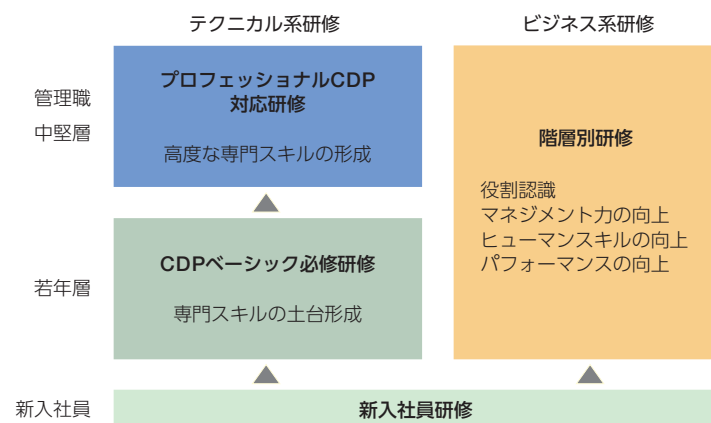 テクニカル系研修
ビジネス系研修
管理職
中堅層
プロフェッショナルCDP
対応研修
高度な専門スキルの形成
階層別研修
役割認識
マネジメント力の向上
ヒューマンスキルの向上
パフォーマンスの向上
若年層
CDPベーシック必修研修
専門スキルの土台形成
新入社員
新入社員研修